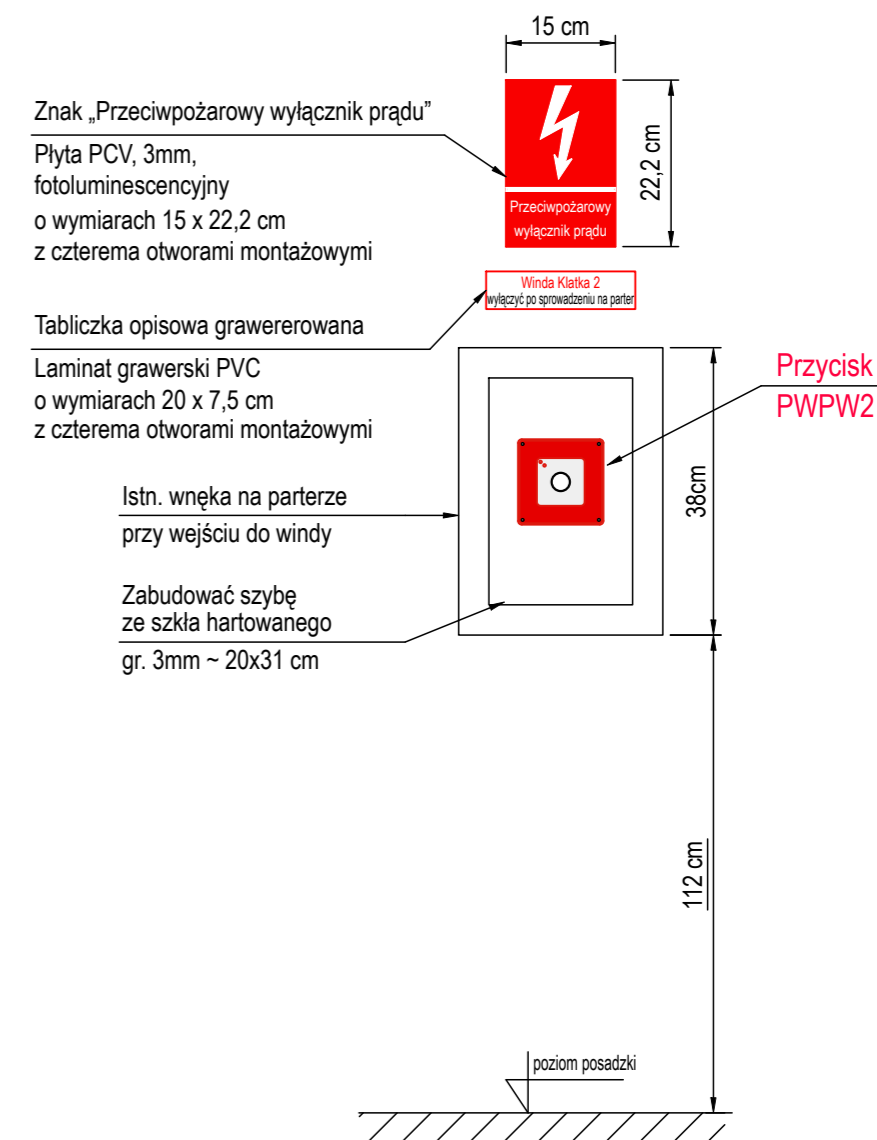 15 cm
22,2 cm
Znak „Przeciwpożarowy wyłącznik prądu”
Płyta PCV, 3mm,
fotoluminescencyjny
o wymiarach 15 x 22,2 cm
z czterema otworami montażowymi
Przeciwpożarowy
wyłącznik prądu
Winda Klatka 2
wyłączyć po sprowadzeniu na parter
Tabliczka opisowa grawererowana
Laminat grawerski PVC
o wymiarach 20 x 7,5 cm
z czterema otworami montażowymi
Przycisk
PWPW2
38cm
Istn. wnęka na parterze
przy wejściu do windy
Zabudować szybę
ze szkła hartowanego
gr. 3mm ~ 20x31 cm
112 cm
poziom posadzki